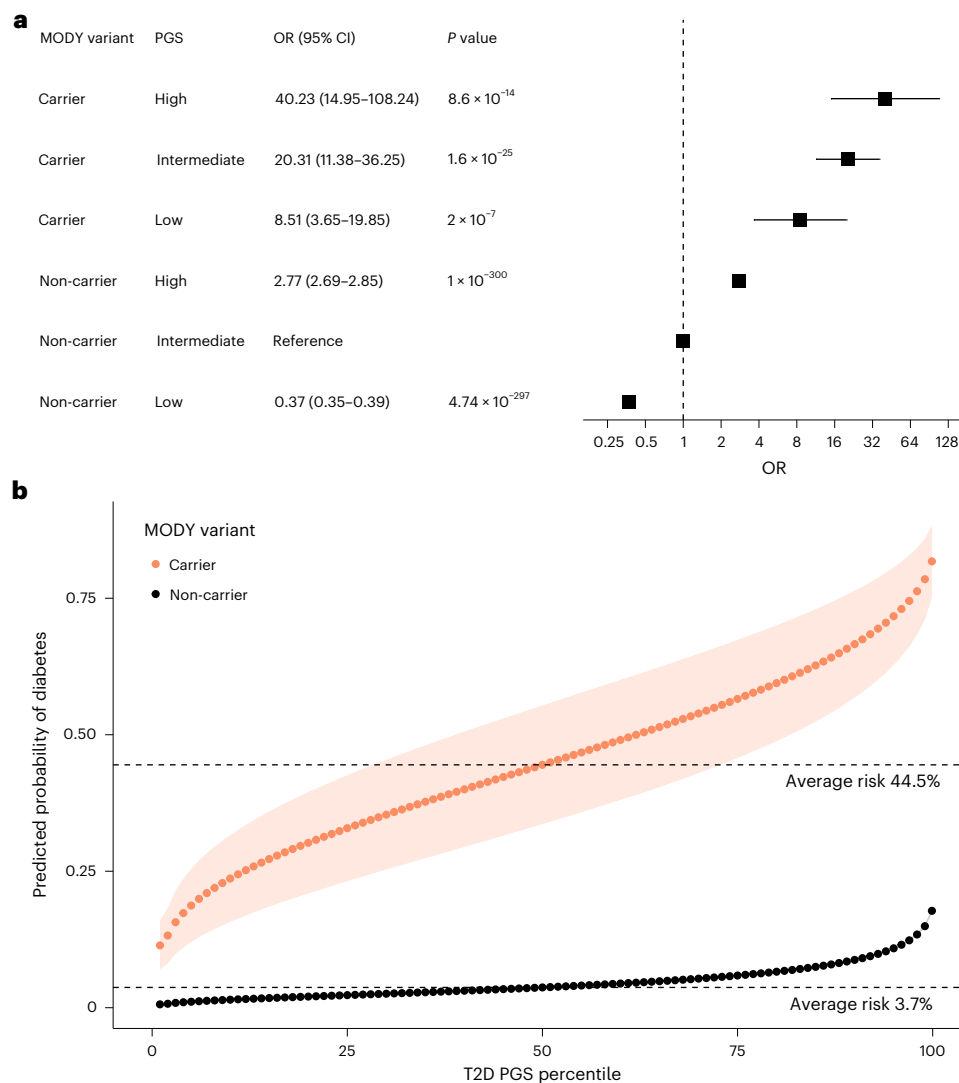 a
MODY variant PGS OR (95% CI) P value
Carrier High 40.23 (14.95–108.24) 8.6 × 10⁻¹⁴
Carrier Intermediate 20.31 (11.38–36.25) 1.6 × 10⁻²⁵
Carrier Low 8.51 (3.65–19.85) 2 × 10⁻⁷
Non-carrier High 2.77 (2.69–2.85) 1 × 10⁻³⁰⁰
Non-carrier Intermediate Reference
Non-carrier Low 0.37 (0.35–0.39) 4.74 × 10⁻²⁹⁷
0.25 0.5 1 2 4 8 16 32 64 128
OR
b
MODY variant
Carrier
Non-carrier
Predicted probability of diabetes
0.75
0.50
0.25
0
Average risk 44.5%
Average risk 3.7%
0 25 50 75 100
T2D PGS percentile